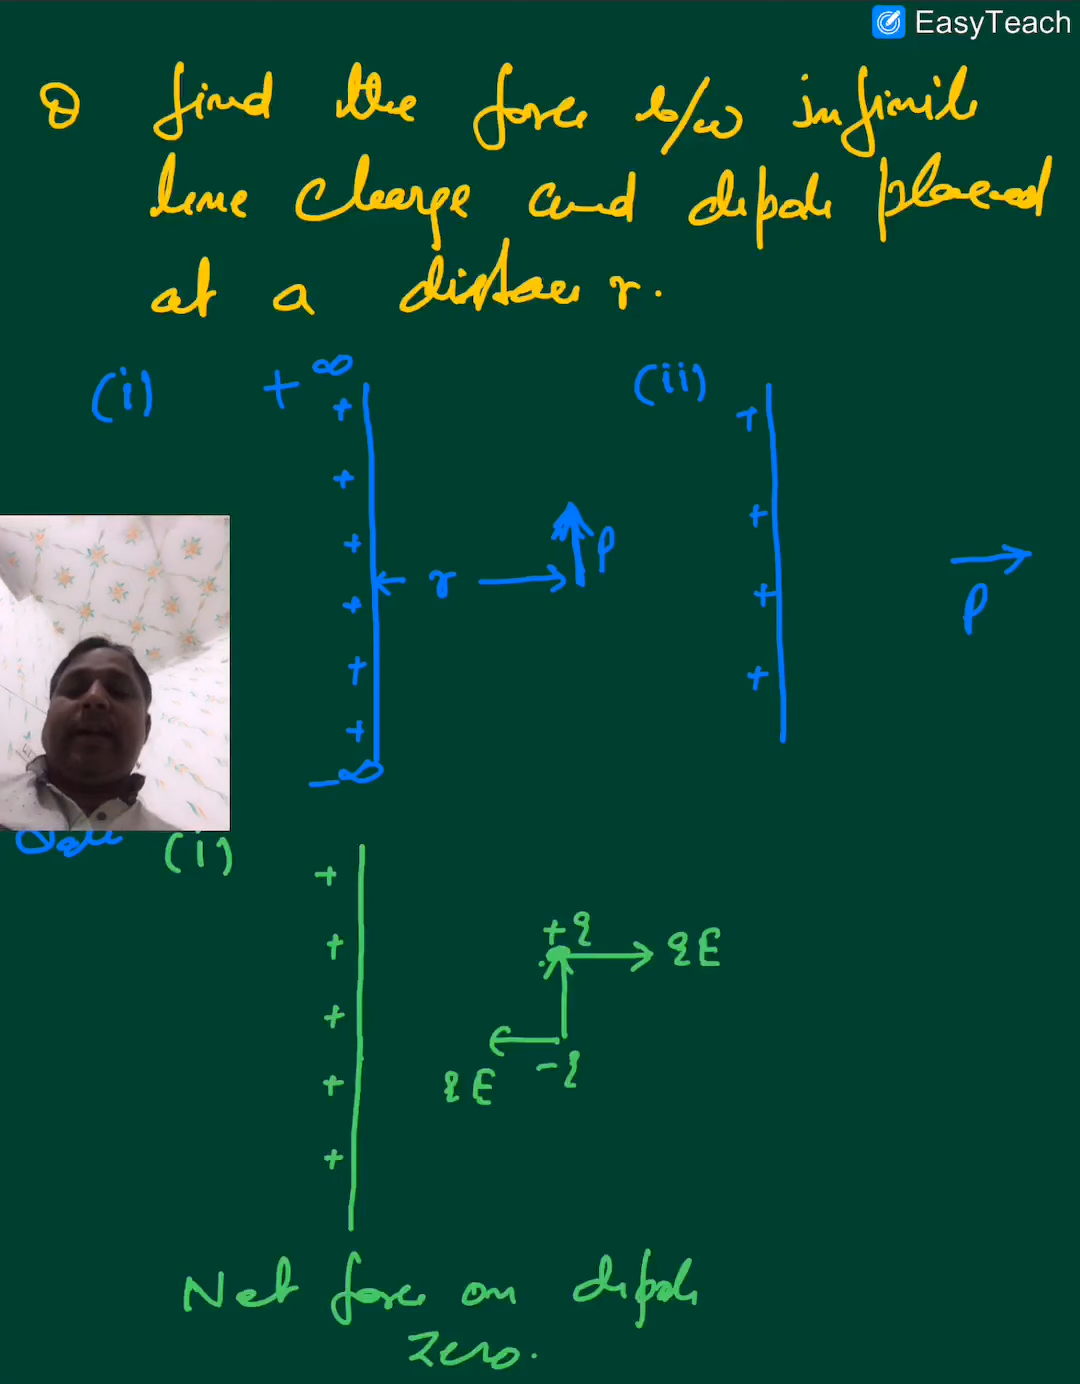 EasyTeach
Q find the force b/w infinite
line charge and dipole placed
at a distance r.
(i) + ∞ (ii)
+ +
+ +
+ r P
+ + P
+ +
+
- ∞
Soln (i)
+ +q qE
+
+ qE -q
+
+
Net force on dipole
zero.